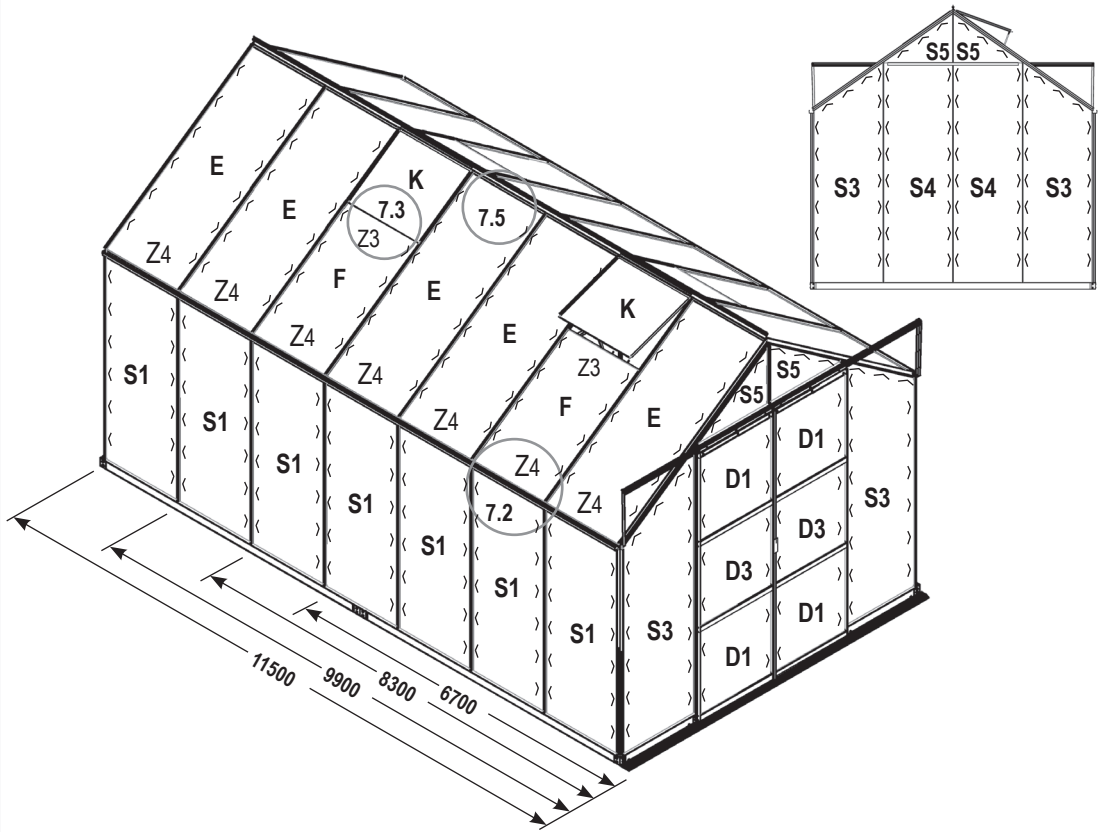 S5 S5
S3 S4 S4 S3
E
E
K
7.3
7.5
Z3
Z4
F
E
Z4
E
K
Z4
Z3
Z4
F
E
S5
S5
Z4
Z4
Z4
7.2
S1
S1
S1
S1
S1
S1
S1
S3
D1
D1
D3
D3
D1
D1
S3
11500
9900
8300
6700